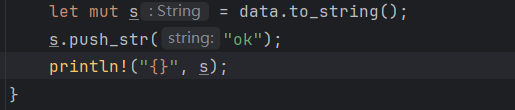 let mut s: String = data.to_string();
s.push_str(string: "ok");
println!("{}", s);
}